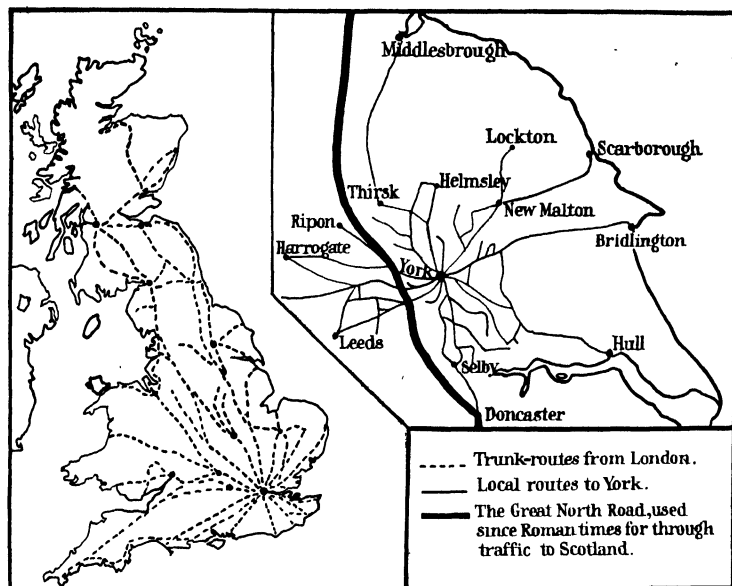 Middlesbrough
Lockton
Scarborough
Helmsley
Thirsk
New Malton
Ripon
Bridlington
Harrogate
York
Leeds
Hull
Selby
Doncaster
Trunk-routes from London.
Local routes to York.
The Great North Road, used
since Roman times for through
traffic to Scotland.